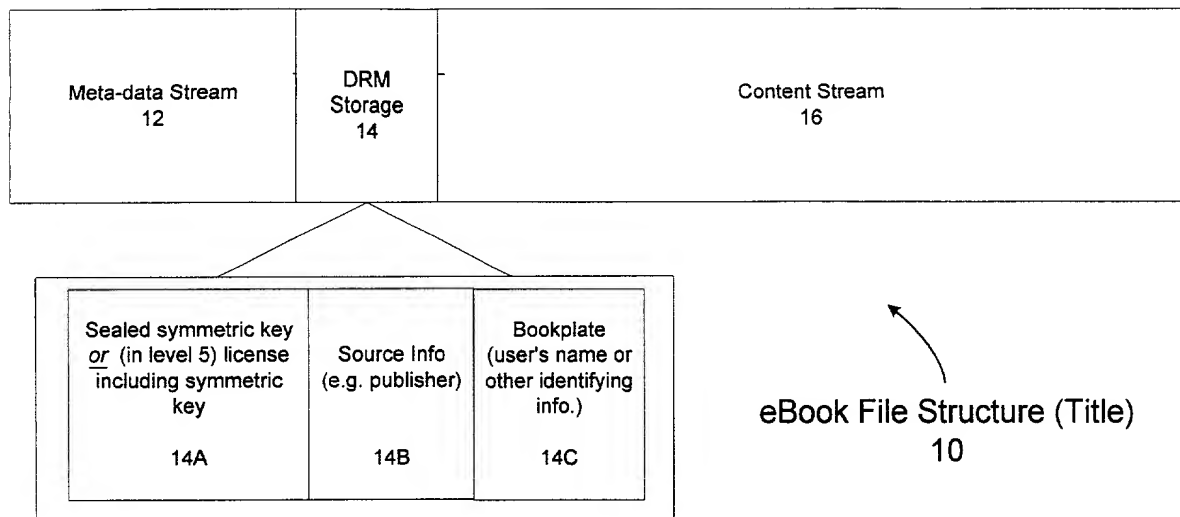 Meta-data Stream
12
DRM
Storage
14
Content Stream
16
Sealed symmetric key
or (in level 5) license
including symmetric
key
14A
Source Info
(e.g. publisher)
14B
Bookplate
(user's name or
other identifying
info.)
14C
eBook File Structure (Title)
10